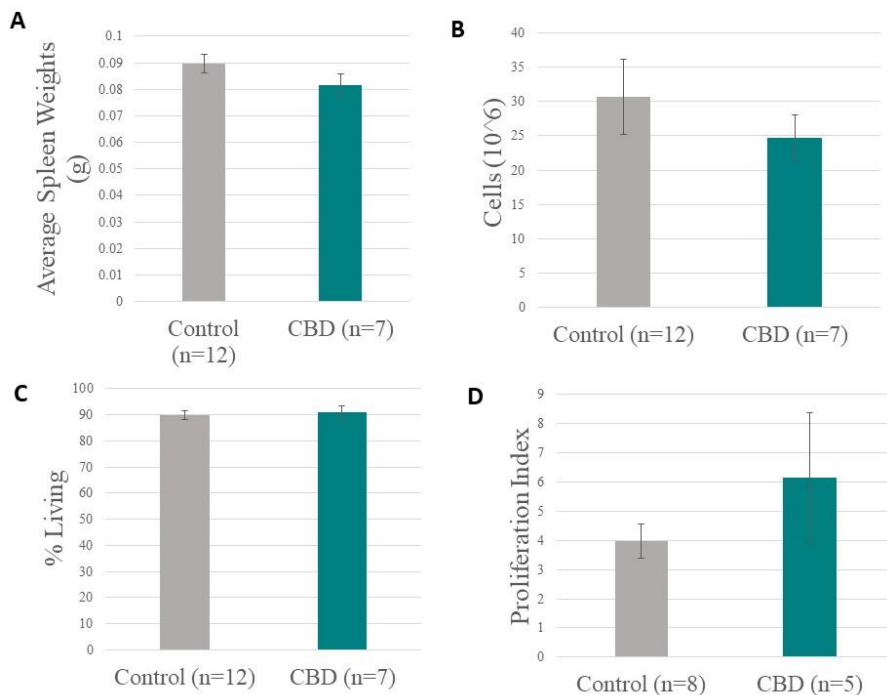 A
Average Spleen Weights
(g)
0.1
0.09
0.08
0.07
0.06
0.05
0.04
0.03
0.02
0.01
0
Control
(n=12)
CBD (n=7)
B
Cells (10^6)
40
35
30
25
20
15
10
5
0
Control (n=12)
CBD (n=7)
C
% Living
100
90
80
70
60
50
40
30
20
10
0
Control (n=12)
CBD (n=7)
D
Proliferation Index
9
8
7
6
5
4
3
2
1
0
Control (n=8)
CBD (n=5)